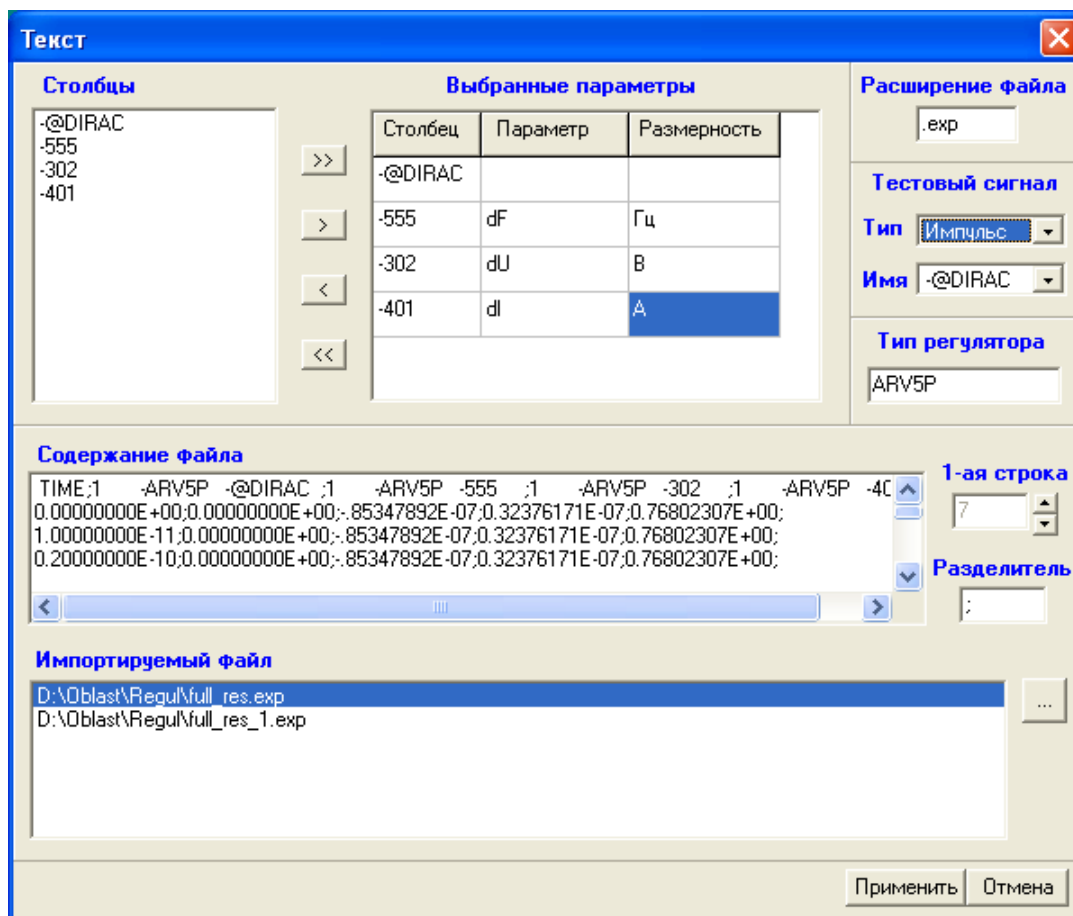 Текст
Столбцы
-@DIRAC
-555
-302
-401
>>
>
<
<<
Выбранные параметры
Столбец Параметр Размерность
-@DIRAC
-555 dF Гц
-302 dU В
-401 dI А
Расширение файла
.exp
Тестовый сигнал
Тип Импульс
Имя -@DIRAC
Тип регулятора
ARV5P
Содержание файла
TIME;1 -ARV5P -@DIRAC ;1 -ARV5P -555 ;1 -ARV5P -302 ;1 -ARV5P -40
0.00000000E+00;0.00000000E+00;-.85347892E-07;0.32376171E-07;0.76802307E+00;
1.00000000E-11;0.00000000E+00;-.85347892E-07;0.32376171E-07;0.76802307E+00;
0.20000000E-10;0.00000000E+00;-.85347892E-07;0.32376171E-07;0.76802307E+00;
1-ая строка
7
Разделитель
;
Импортируемый файл
D:\Oblast\Regul\full_res.exp
D:\Oblast\Regul\full_res_1.exp
...
Применить Отмена